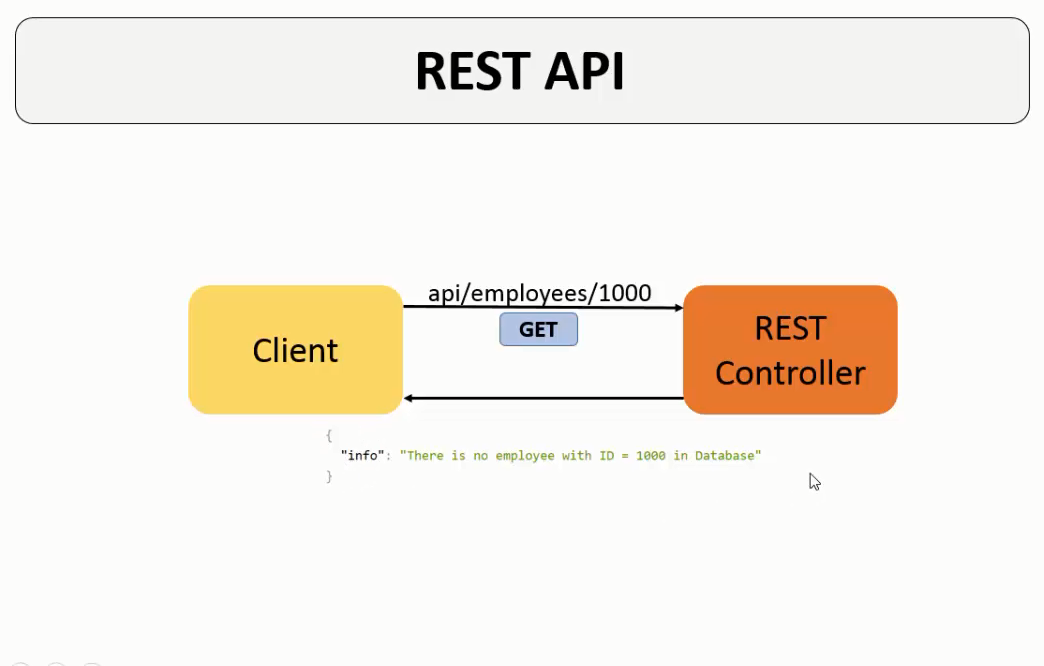 REST API
api/employees/1000
GET
Client
REST
Controller
{
"info": "There is no employee with ID = 1000 in Database"
}